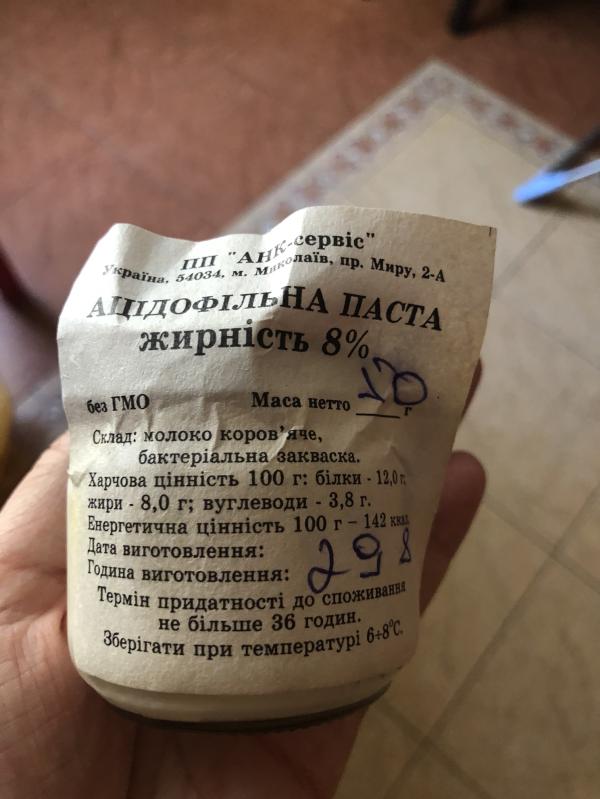 ПП "АНК-сервіс"
Україна, 54034, м. Миколаїв, пр. Миру, 2-А
АЦІДОФІЛЬНА ПАСТА
жирність 8%
без ГМО Маса нетто г
Склад: молоко коров'яче,
бактеріальна закваска.
Харчова цінність 100 г: білки - 12,0 г;
жири - 8,0 г; вуглеводи - 3,8 г.
Енергетична цінність 100 г – 142 ккал
Дата виготовлення:
Година виготовлення: 29 8
Термін придатності до споживання
не більше 36 годин.
Зберігати при температурі 6÷8°С.